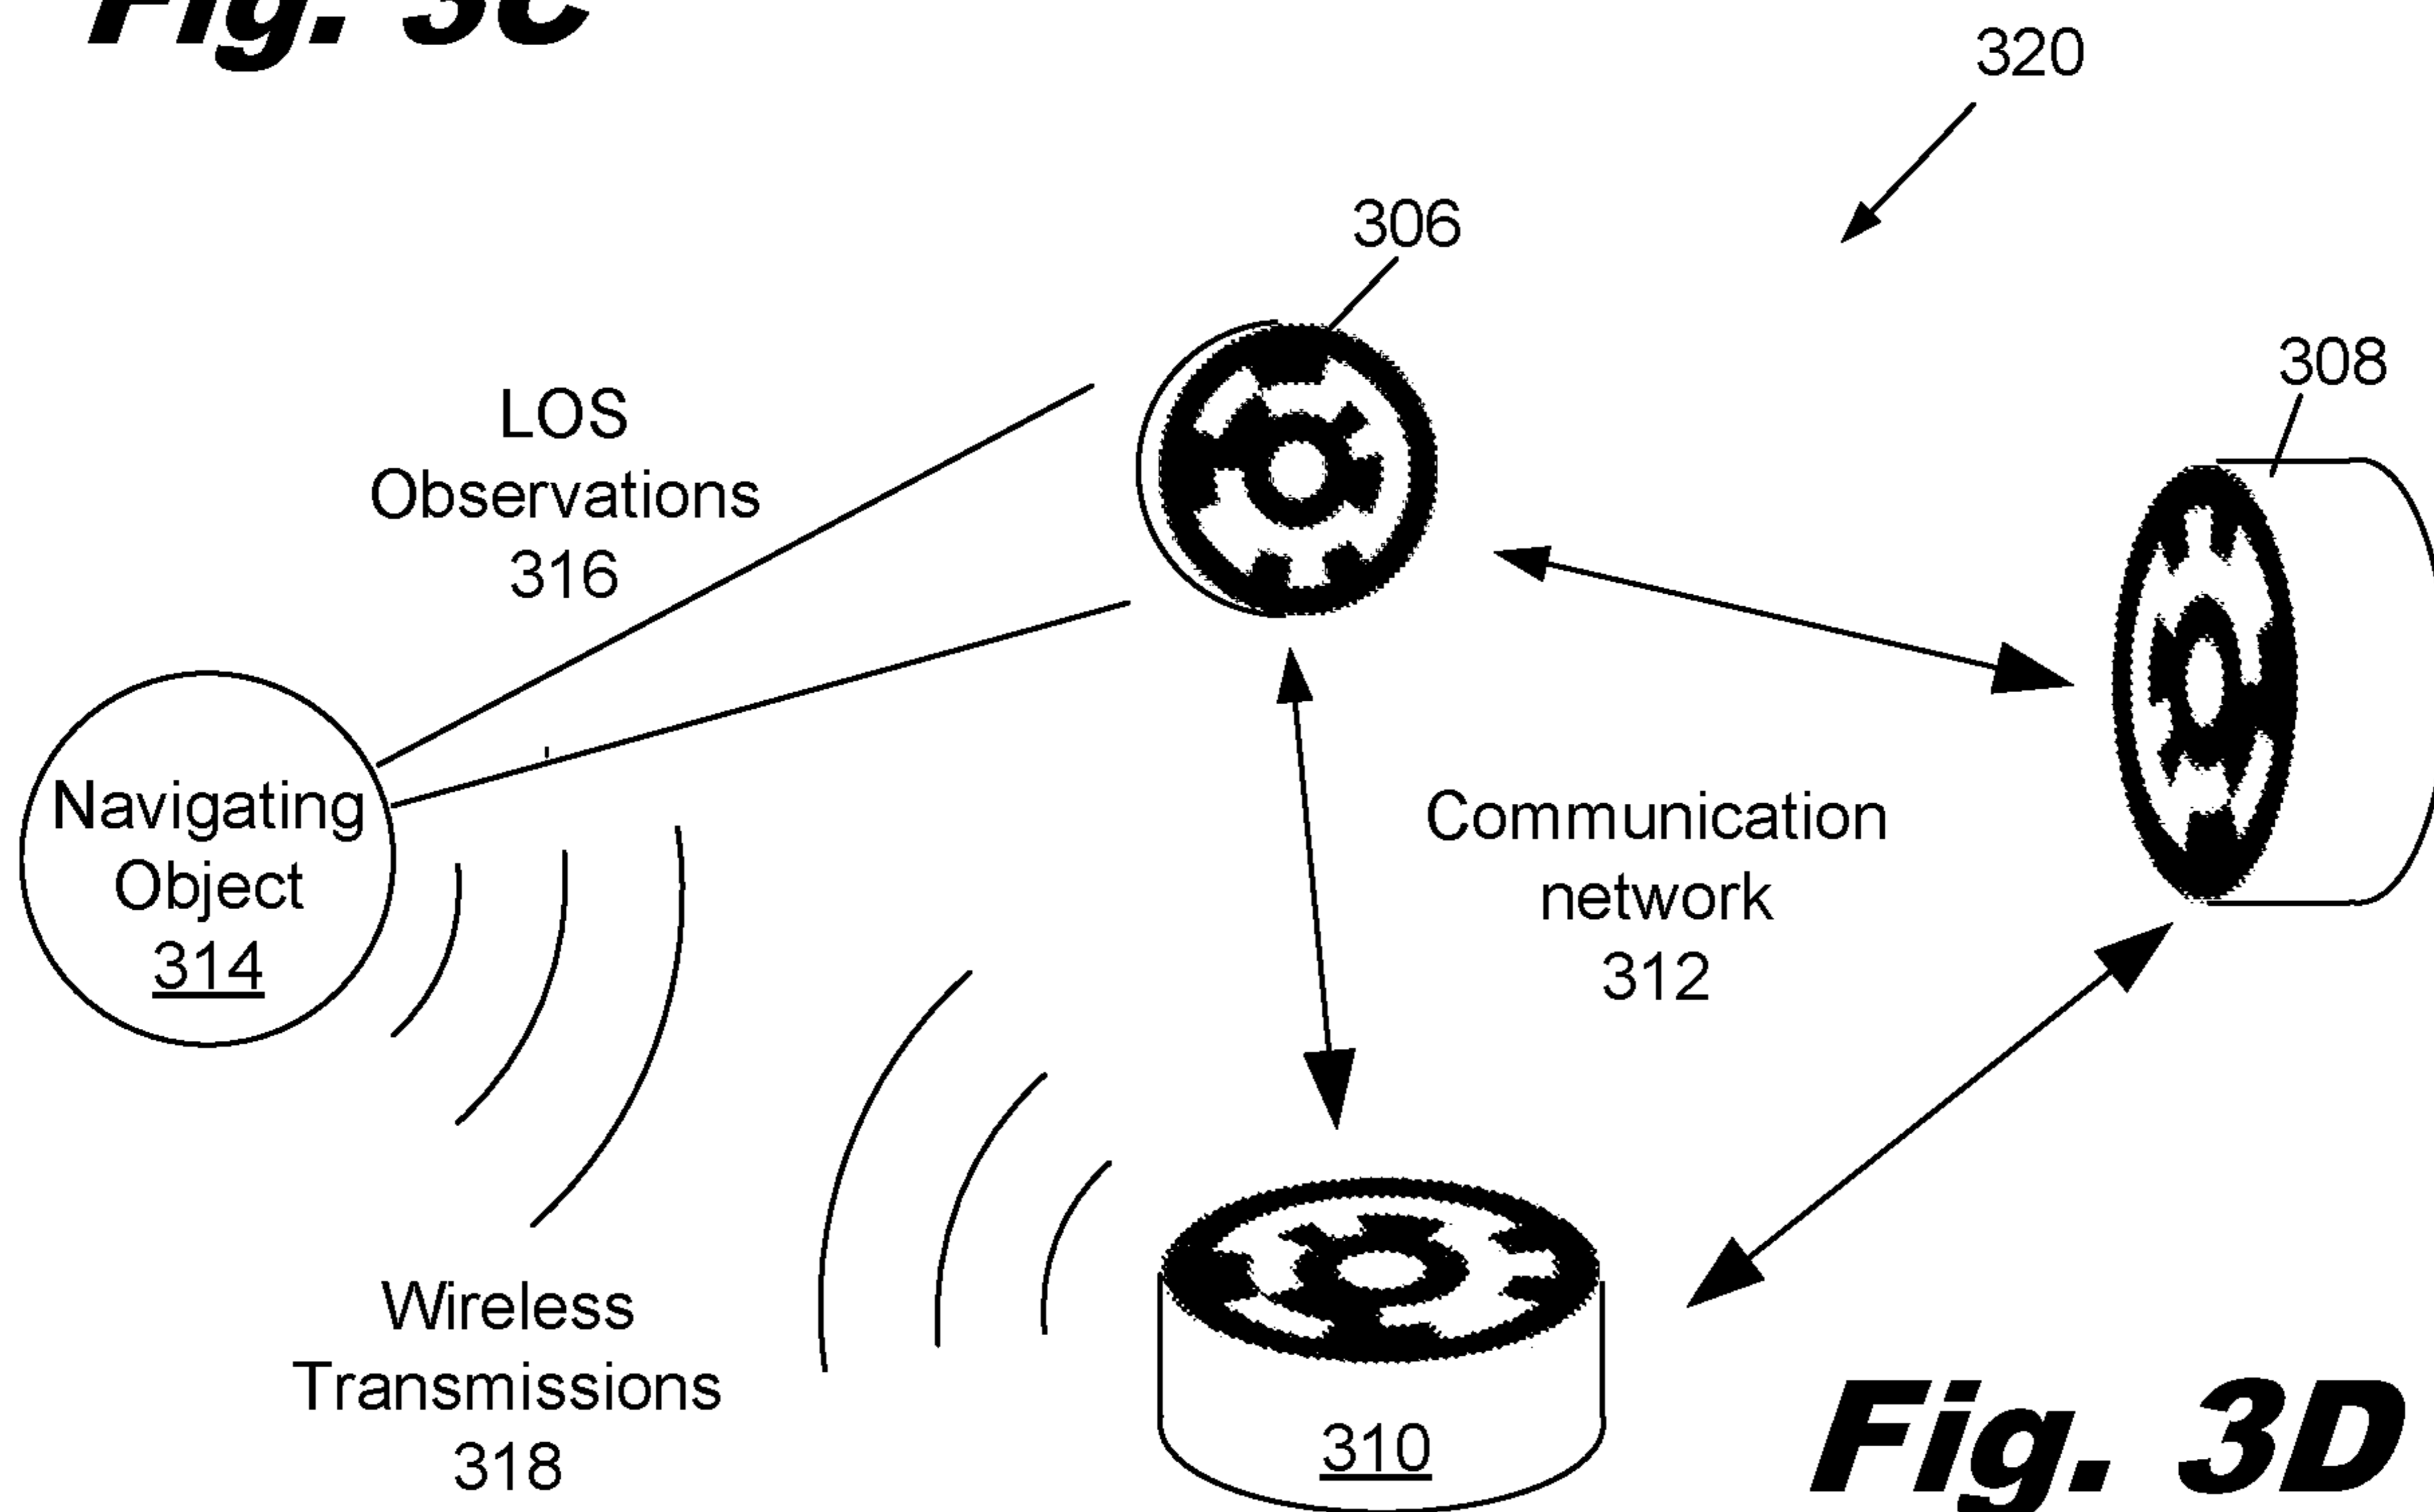 Fig. 3C
320
306
308
LOS
Observations
316
Navigating
Object
314
Communication
network
312
Wireless
Transmissions
318
310
Fig. 3D